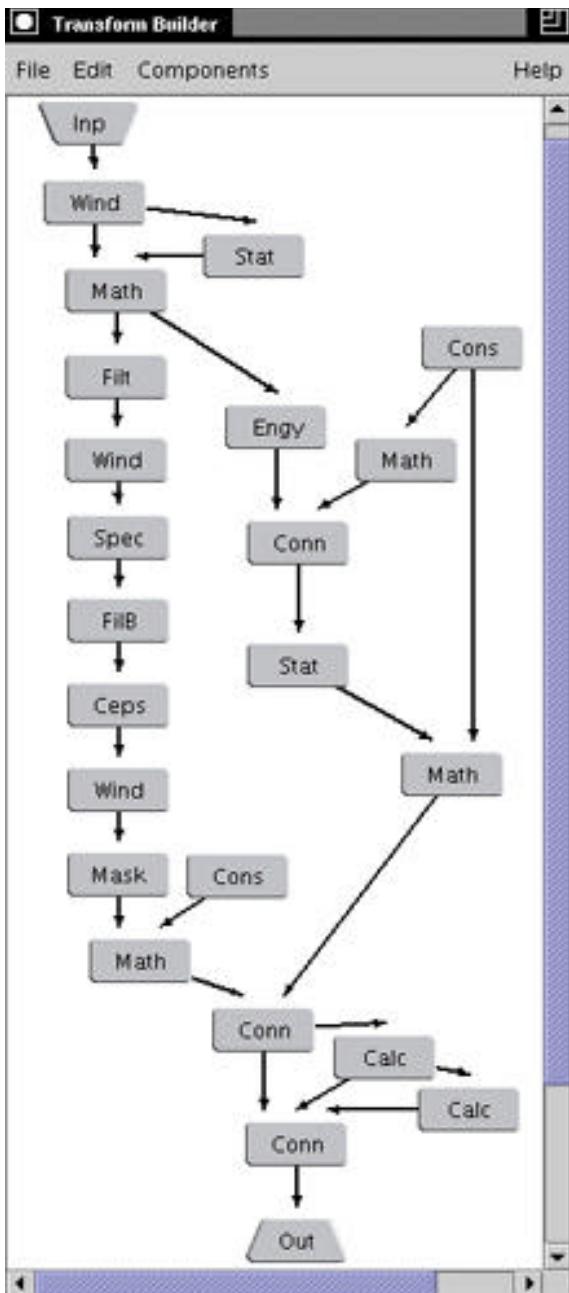 Transform Builder
File Edit Components Help
Inp
Wind
Stat
Math
Cons
Filt
Engy
Wind
Math
Spec
Conn
FilB
Stat
Ceps
Math
Wind
Mask
Cons
Math
Conn
Calc
Calc
Conn
Out